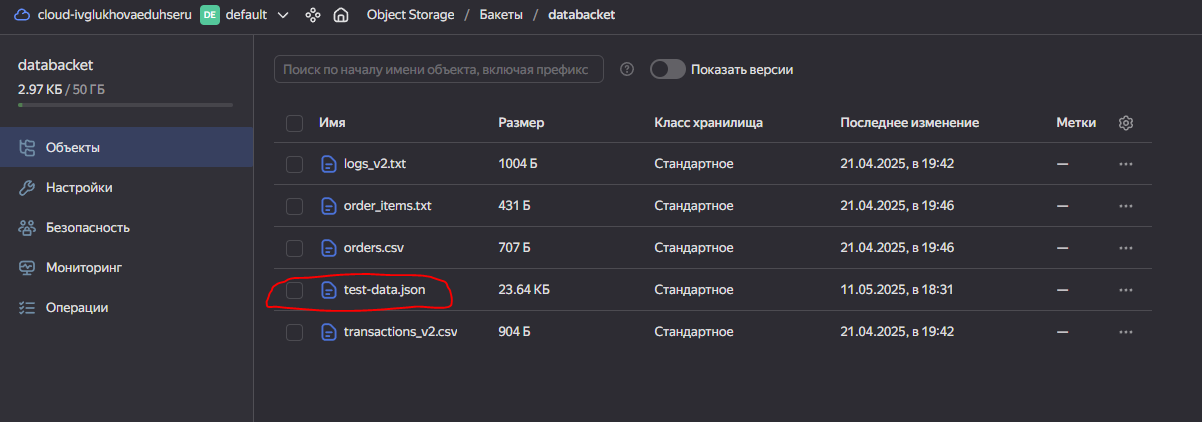 cloud-ivglukhovaeduhseru DE default Object Storage / Бакеты / databacket
databacket
2.97 КБ / 50 ГБ
Объекты
Настройки
Безопасность
Мониторинг
Операции
Поиск по началу имени объекта, включая префикс ? Показать версии
Имя Размер Класс хранилища Последнее изменение Метки
logs_v2.txt 1004 Б Стандартное 21.04.2025, в 19:42 —
order_items.txt 431 Б Стандартное 21.04.2025, в 19:46 —
orders.csv 707 Б Стандартное 21.04.2025, в 19:46 —
test-data.json 23.64 КБ Стандартное 11.05.2025, в 18:31 —
transactions_v2.csv 904 Б Стандартное 21.04.2025, в 19:42 —